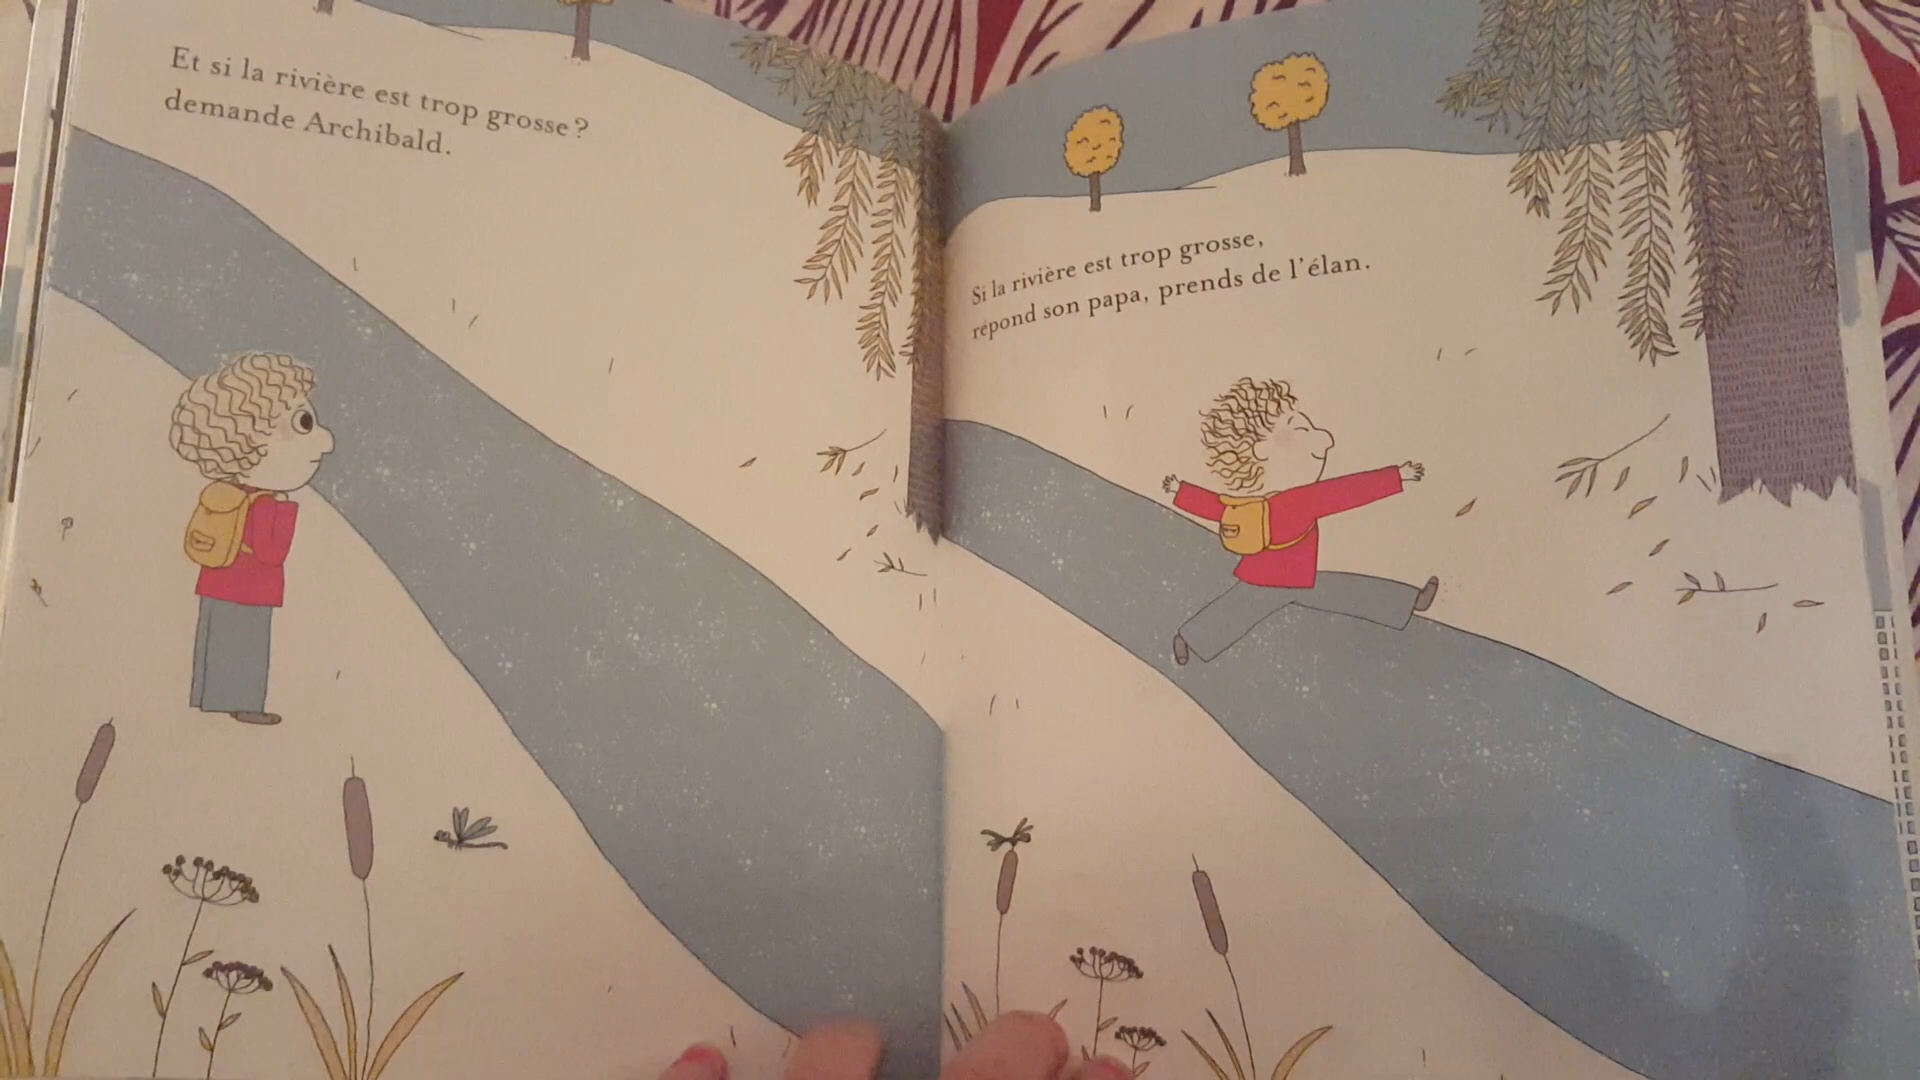 Et si la rivière est trop grosse ?
demande Archibald.
Si la rivière est trop grosse,
répond son papa, prends de l'élan.